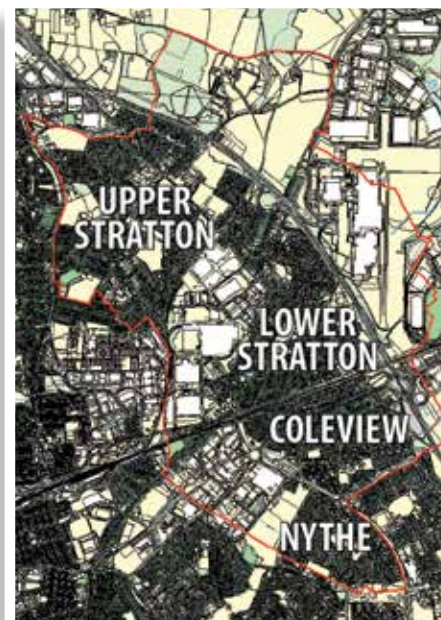 UPPER
STRATTON
LOWER
STRATTON
COLEVIEW
NYTHE